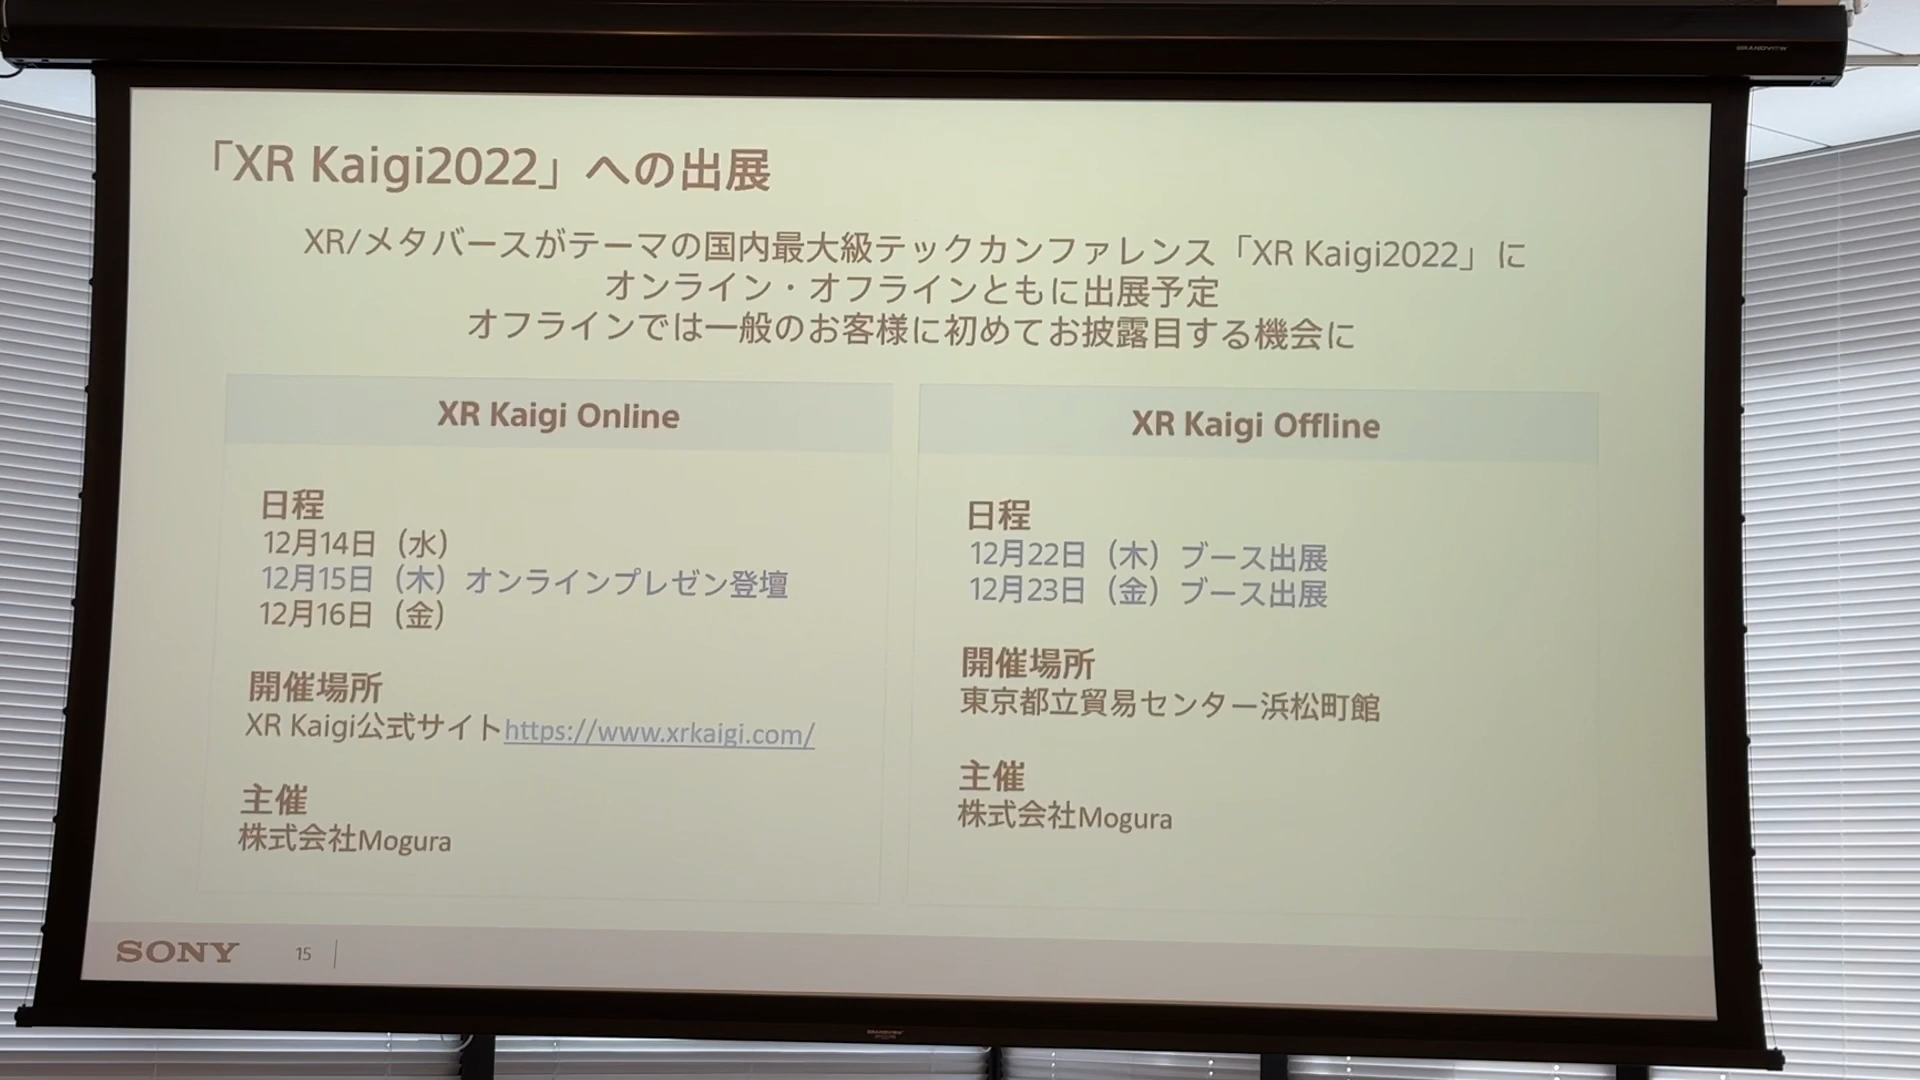 GRANDVIEW
「XR Kaigi2022」への出展
XR/メタバースがテーマの国内最大級テックカンファレンス「XR Kaigi2022」に
オンライン・オフラインともに出展予定
オフラインでは一般のお客様に初めてお披露目する機会に
XR Kaigi Online
日程
12月14日（水）
12月15日（木）オンラインプレゼン登壇
12月16日（金）
開催場所
XR Kaigi公式サイトhttps://www.xrkaigi.com/
主催
株式会社Mogura
XR Kaigi Offline
日程
12月22日（木）ブース出展
12月23日（金）ブース出展
開催場所
東京都立貿易センター浜松町館
主催
株式会社Mogura
SONY
15
GRANDVIEW